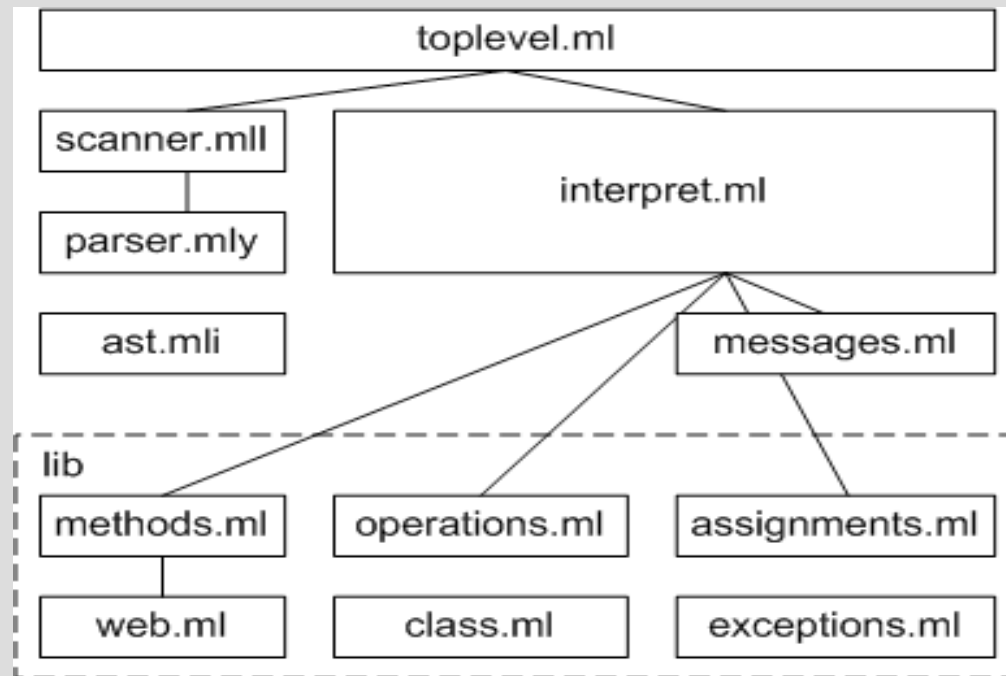 toplevel.ml
scanner.mll
interpret.ml
parser.mly
ast.mli
messages.ml
lib
methods.ml
operations.ml
assignments.ml
web.ml
class.ml
exceptions.ml